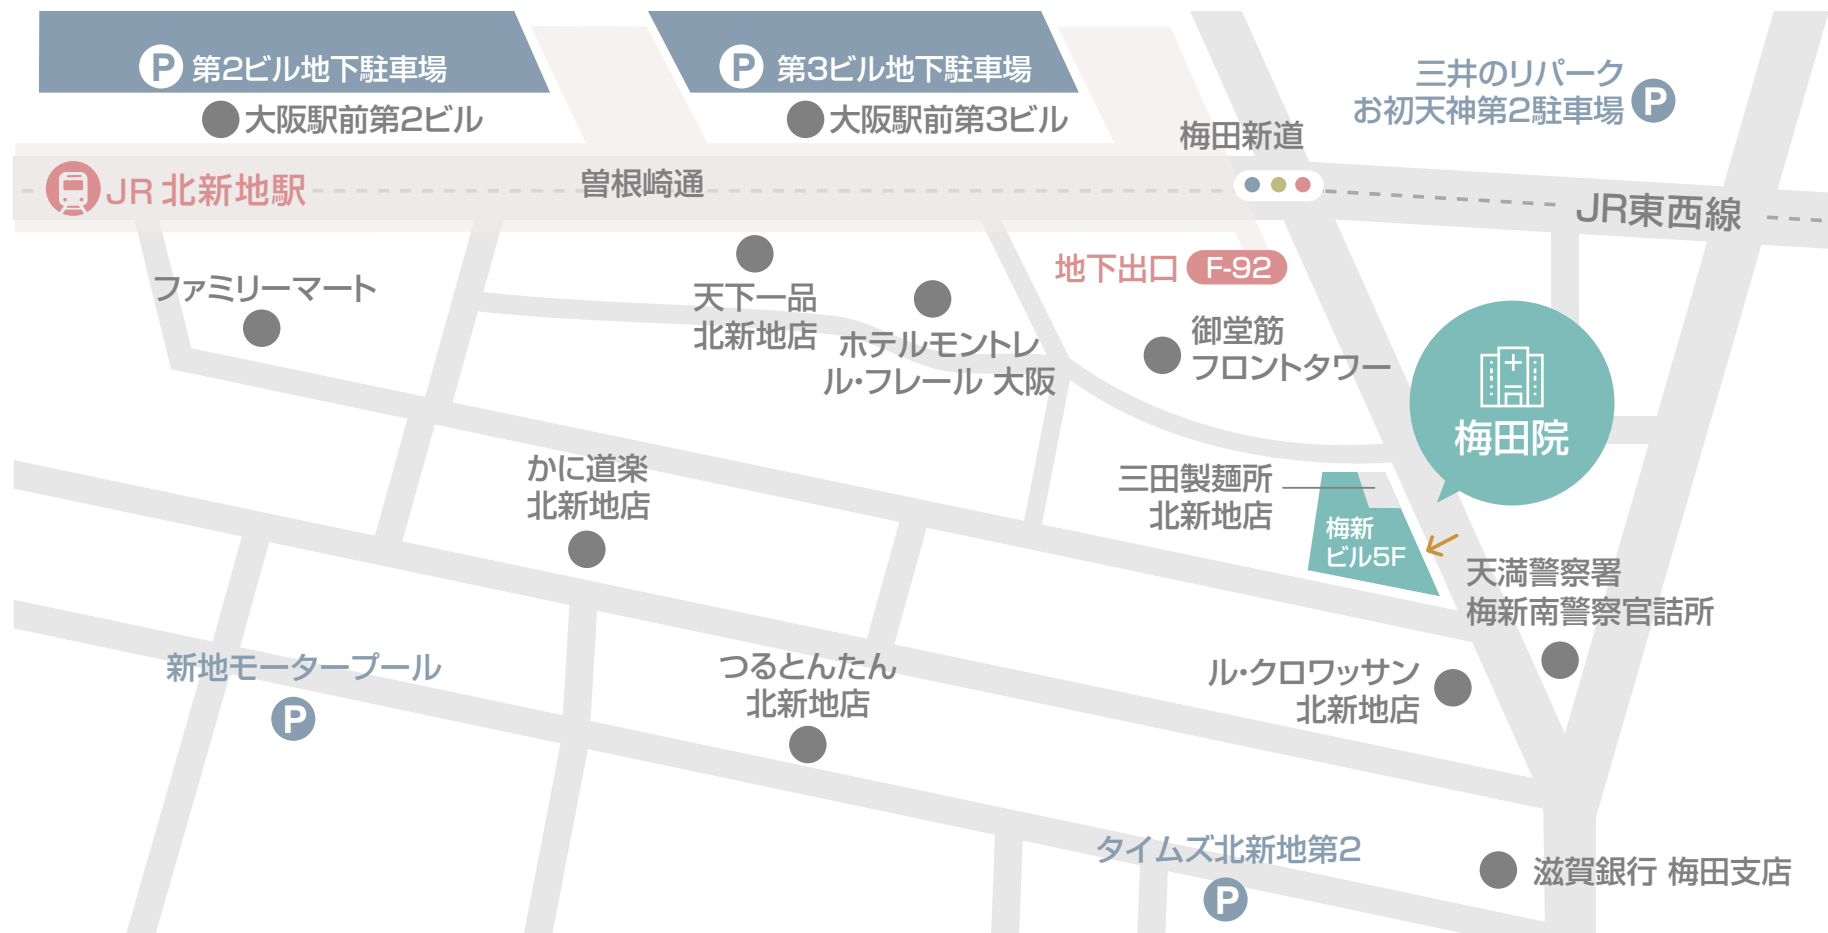 P 第2ビル地下駐車場
大阪駅前第2ビル
P 第3ビル地下駐車場
大阪駅前第3ビル
三井のリパーク
お初天神第2駐車場 P
梅田新道
JR 北新地駅
曽根崎通
JR東西線
地下出口 F-92
ファミリーマート
天下一品
北新地店
ホテルモントレ
ル・フレール 大阪
御堂筋
フロントタワー
梅田院
かに道楽
北新地店
三田製麺所
北新地店
梅新
ビル5F
天満警察署
梅新南警察官詰所
新地モータープール
P
つるとんたん
北新地店
ル・クロワッサン
北新地店
タイムズ北新地第2
P
滋賀銀行 梅田支店